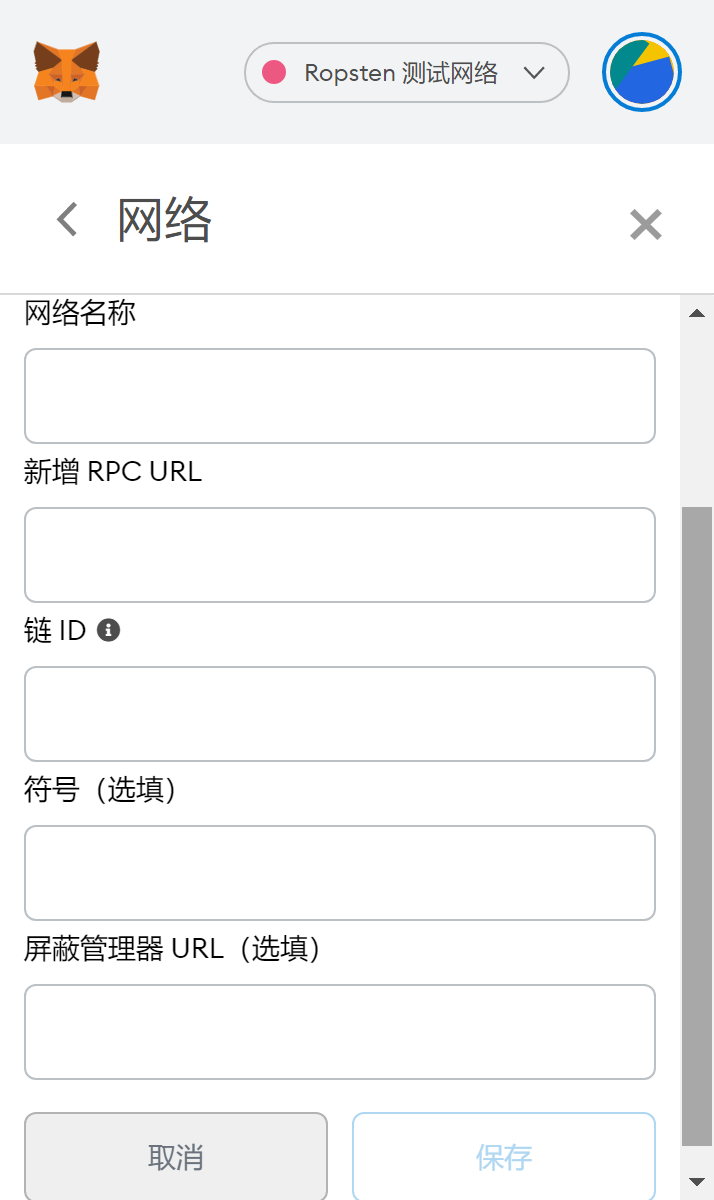 Ropsten 测试网络
网络
网络名称
新增 RPC URL
链 ID
符号（选填）
屏蔽管理器 URL（选填）
取消
保存